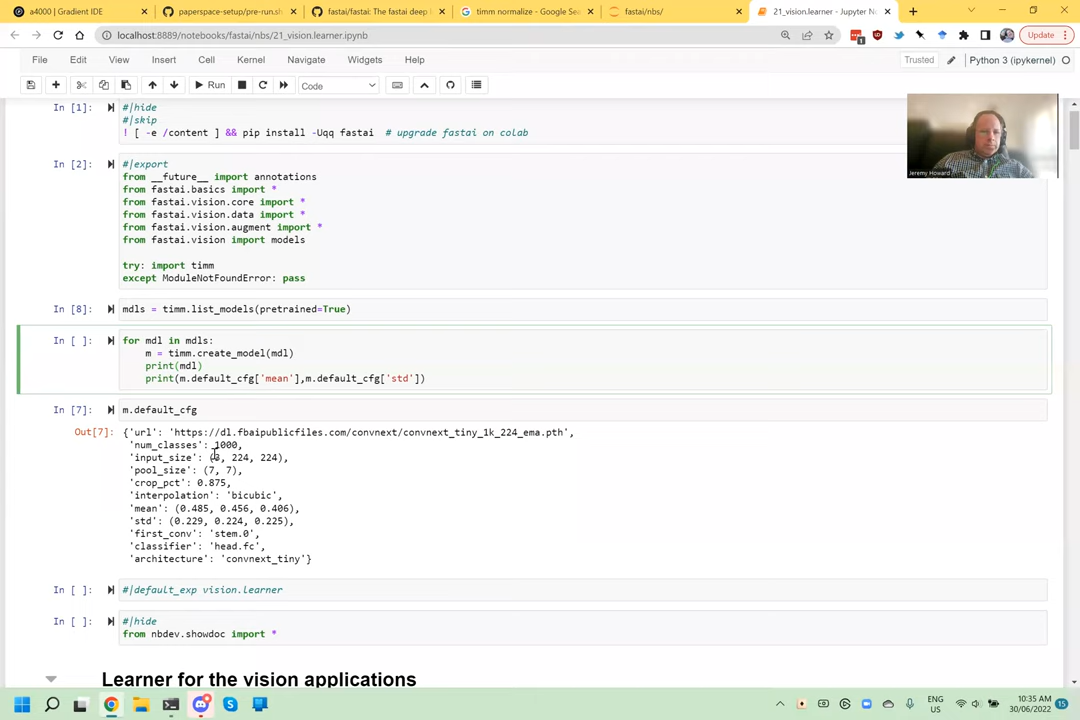 a4000 | Gradient IDE
paperspace-setup/pre-run.sh
fastai/fastai: The fastai deep l
timm normalize - Google Sea
fastai/nbs/
21_vision.learner - Jupyter No
localhost:8889/notebooks/fastai/nbs/21_vision.learner.ipynb
Update
File Edit View Insert Cell Kernel Navigate Widgets Help
Trusted
Python 3 (ipykernel)
Run
Code
In [1]:
#|hide
#|skip
! [ -e /content ] && pip install -Uqq fastai # upgrade fastai on colab
In [2]:
#|export
from __future__ import annotations
from fastai.basics import *
from fastai.vision.core import *
from fastai.vision.data import *
from fastai.vision.augment import *
from fastai.vision import models
try: import timm
except ModuleNotFoundError: pass
Jeremy Howard
In [8]: mdls = timm.list_models(pretrained=True)
In [ ]: for mdl in mdls:
m = timm.create_model(mdl)
print(mdl)
print(m.default_cfg['mean'],m.default_cfg['std'])
In [7]: m.default_cfg
Out[7]: {'url': 'https://dl.fbaipublicfiles.com/convnext/convnext_tiny_1k_224_ema.pth',
'num_classes': 1000,
'input_size': (3, 224, 224),
'pool_size': (7, 7),
'crop_pct': 0.875,
'interpolation': 'bicubic',
'mean': (0.485, 0.456, 0.406),
'std': (0.229, 0.224, 0.225),
'first_conv': 'stem.0',
'classifier': 'head.fc',
'architecture': 'convnext_tiny'}
In [ ]: #|default_exp vision.learner
In [ ]: #|hide
from nbdev.showdoc import *
Learner for the vision applications
ENG
US
10:35 AM
30/06/2022
15